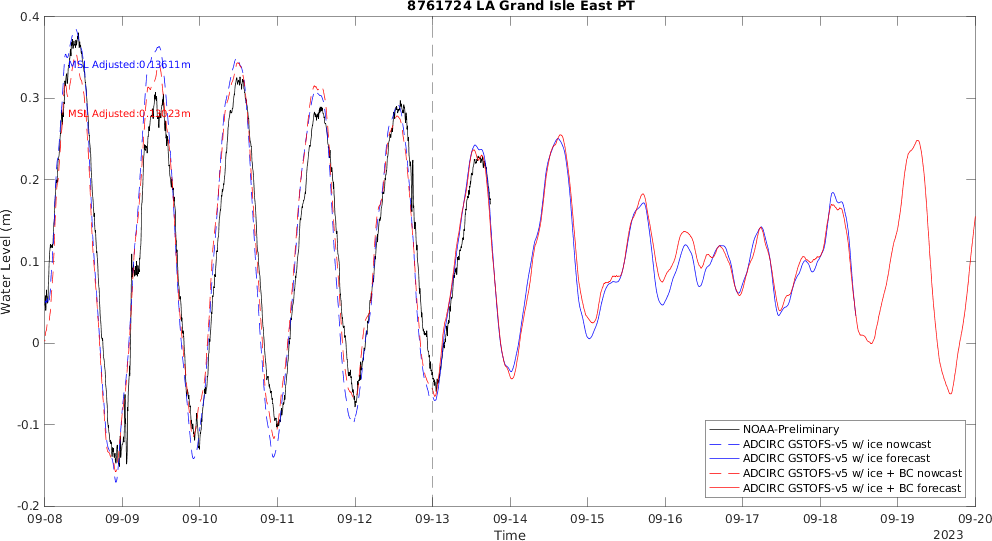 8761724 LA Grand Isle East PT
0.4
0.3
0.2
0.1
0
-0.1
-0.2
Water Level (m)
MSL Adjusted:0.13611m
NOAA-Preliminary
ADCIRC GSTOFS-v5 w/ ice nowcast
ADCIRC GSTOFS-v5 w/ ice forecast
ADCIRC GSTOFS-v5 w/ ice + BC nowcast
ADCIRC GSTOFS-v5 w/ ice + BC forecast
09-08 09-09 09-10 09-11 09-12 09-13 09-14 09-15 09-16 09-17 09-18 09-19 09-20
Time
2023